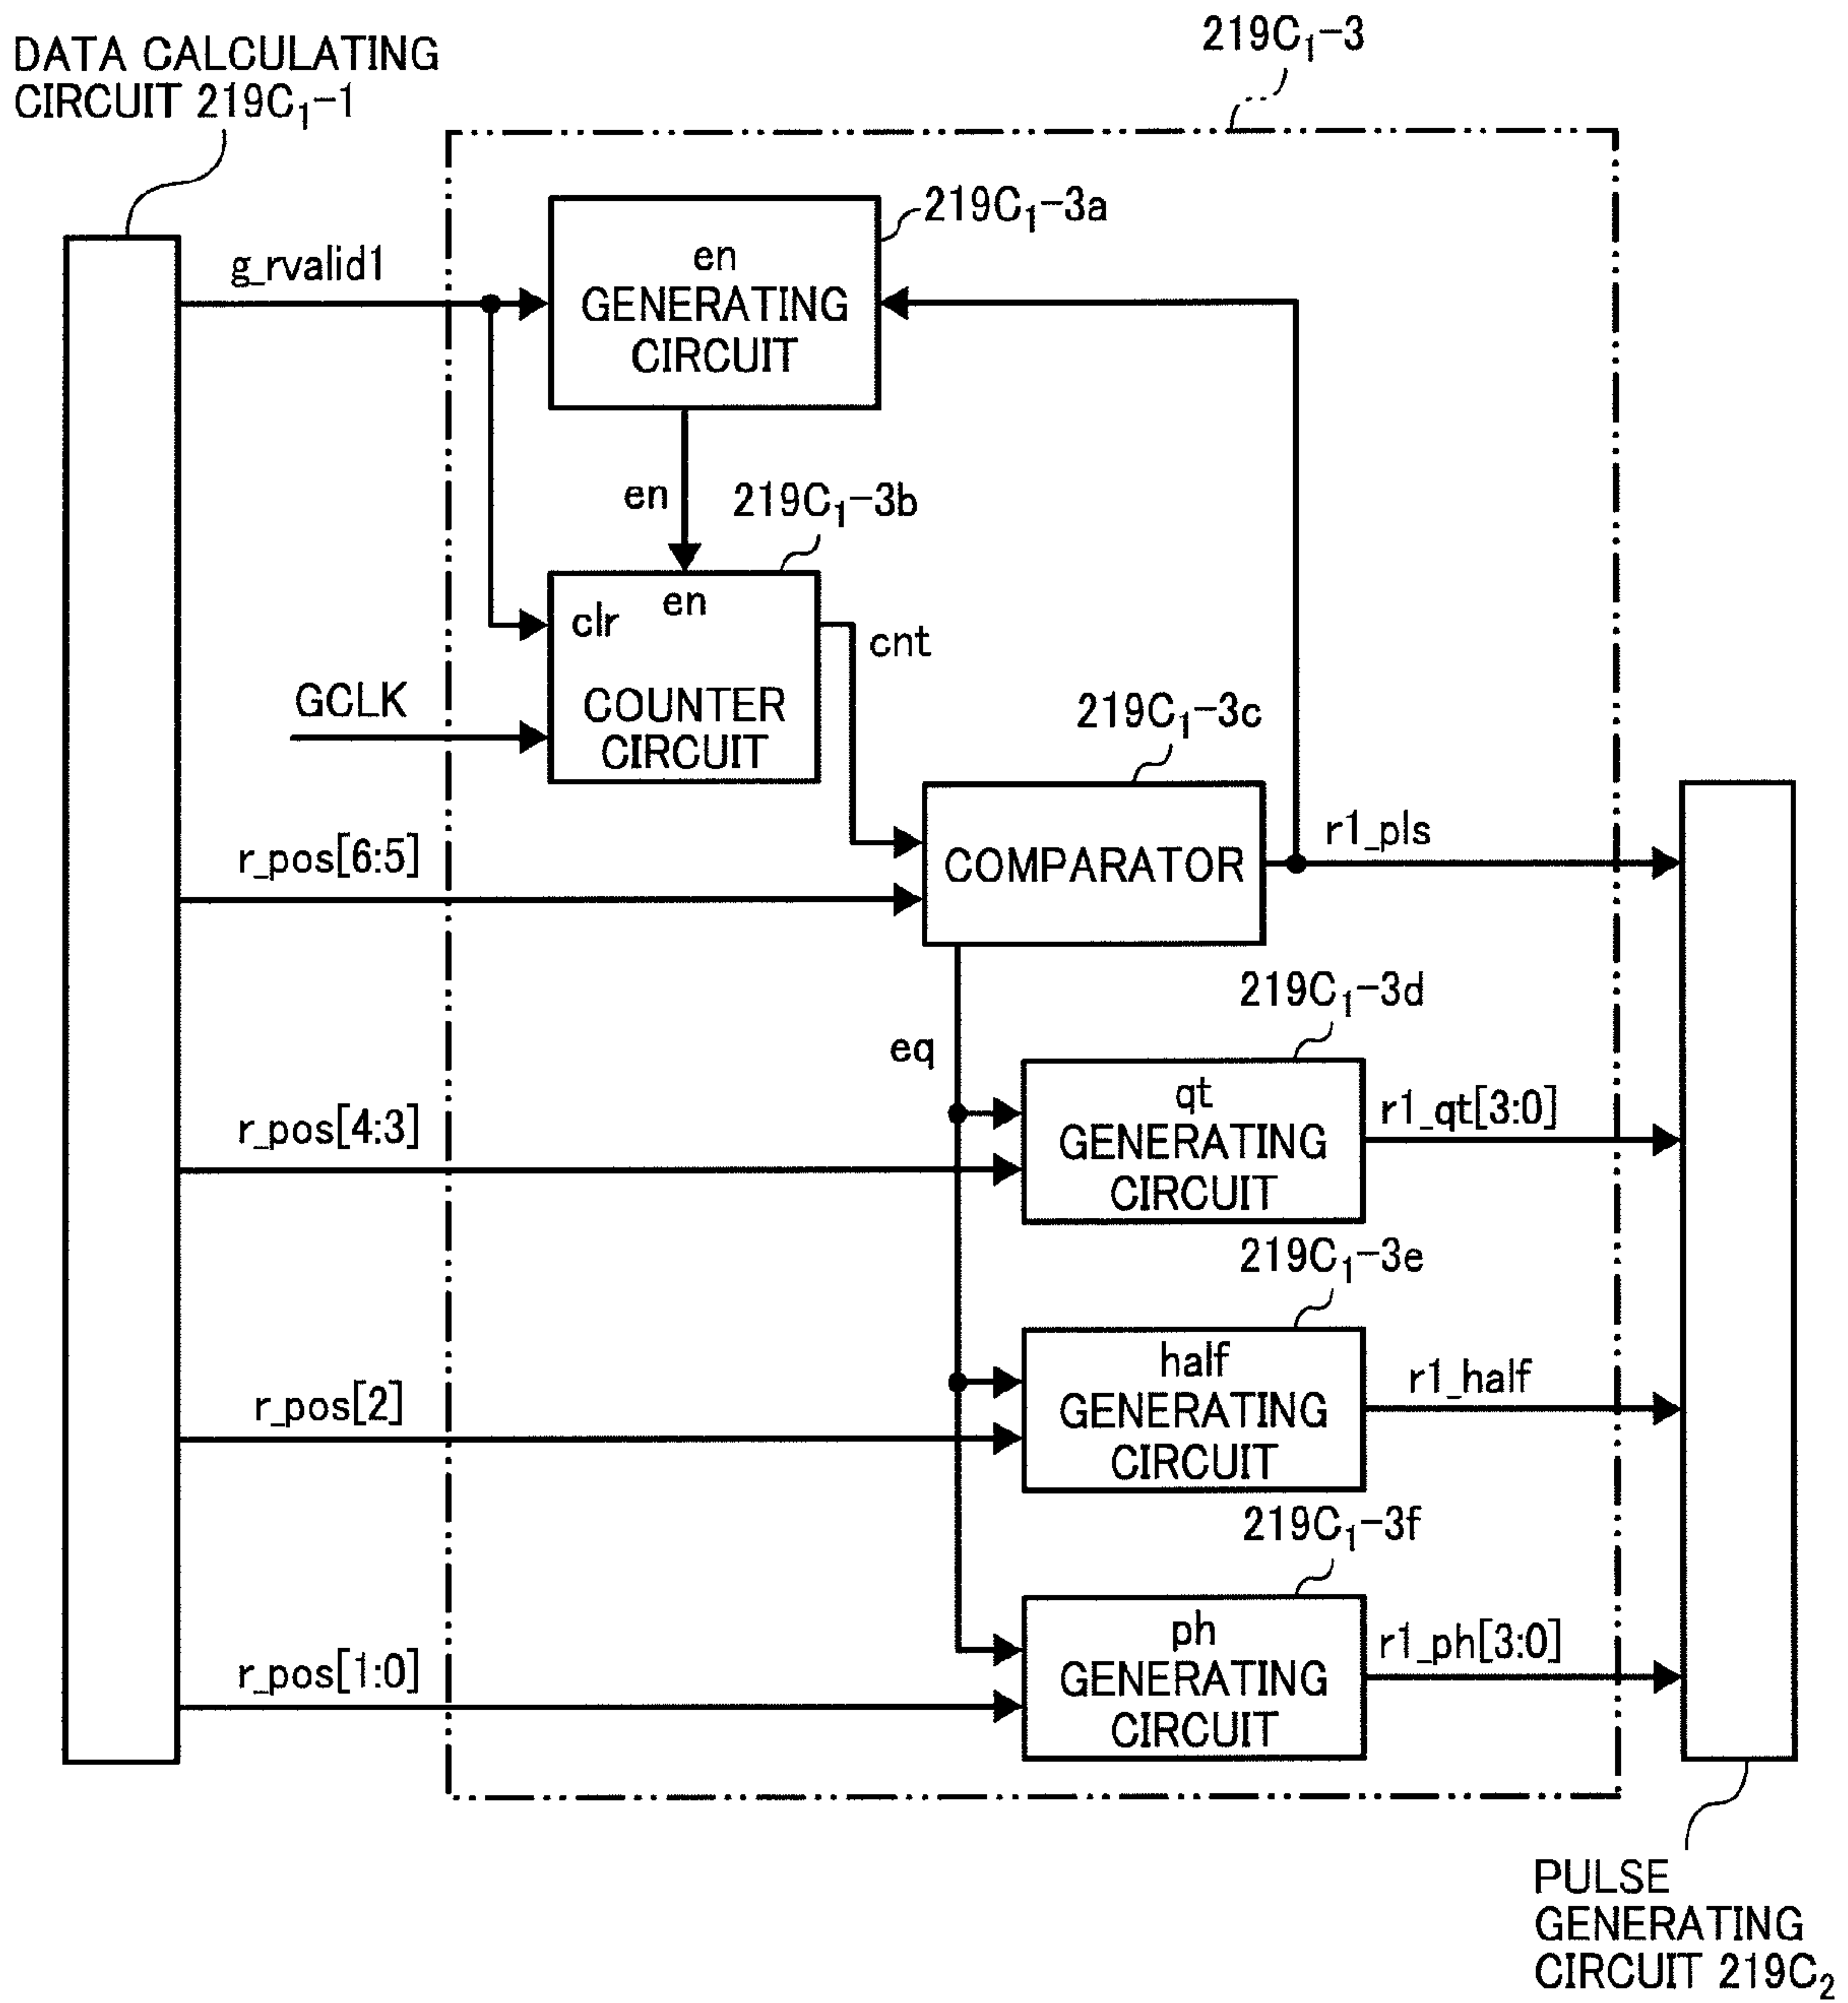 219C1-3
DATA CALCULATING
CIRCUIT 219C1-1
219C1-3a
g_rvalid1
en
GENERATING
CIRCUIT
en
219C1-3b
clr
en
cnt
GCLK
COUNTER
CIRCUIT
219C1-3c
r_pos[6:5]
COMPARATOR
r1_pls
219C1-3d
eq
r_pos[4:3]
qt
GENERATING
CIRCUIT
r1_qt[3:0]
219C1-3e
r_pos[2]
half
GENERATING
CIRCUIT
r1_half
219C1-3f
r_pos[1:0]
ph
GENERATING
CIRCUIT
r1_ph[3:0]
PULSE
GENERATING
CIRCUIT 219C2